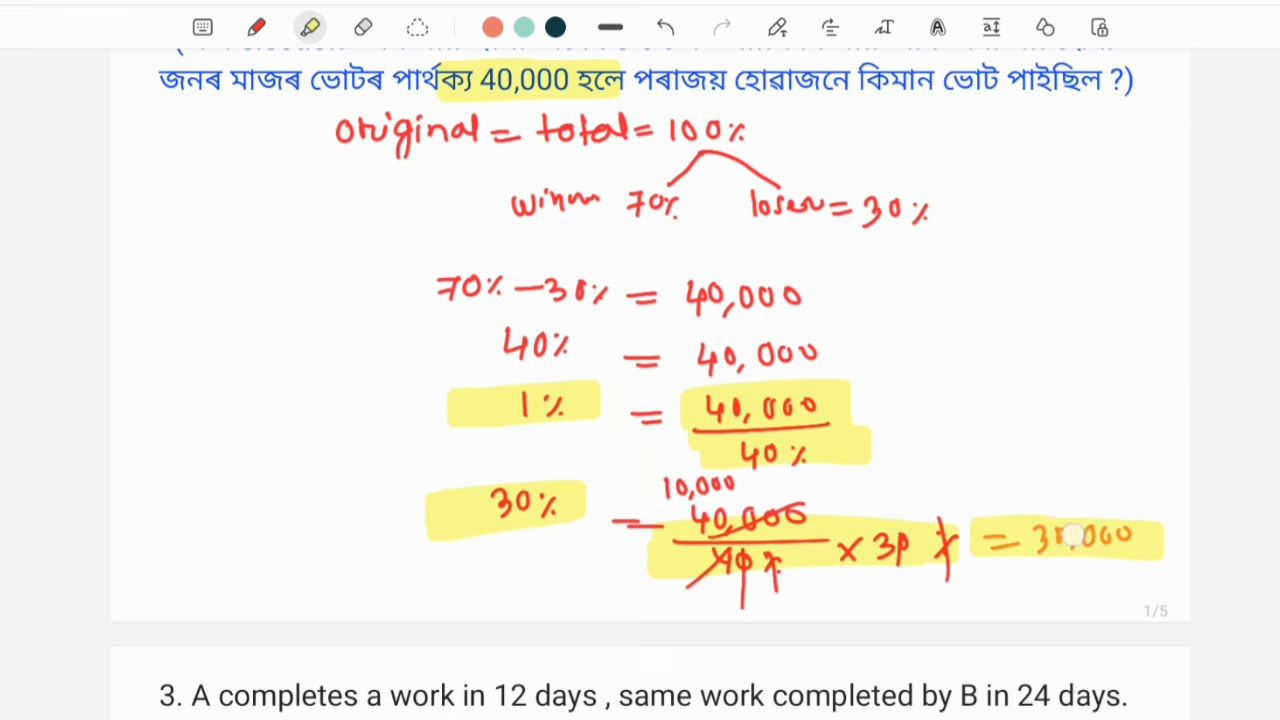 জনৰ মাজৰ ভোটৰ পাৰ্থক্য 40,000 হলে পৰাজয় হোৱাজনে কিমান ভোট পাইছিল ?)
original = total = 100%
70% loser = 30%
70% - 30% = 40,000
40% = 40,000
1% = 40,000
40%
10,000
30% = 40,000 × 30 % = 30,000
40 %
1/5
3. A completes a work in 12 days , same work completed by B in 24 days.